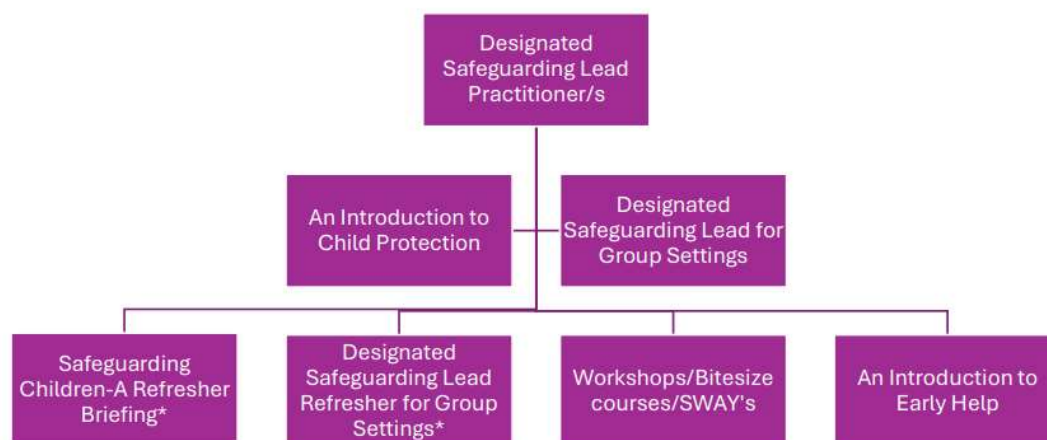 Designated
Safeguarding Lead
Practitioner/s
An Introduction to
Child Protection
Designated
Safeguarding Lead for
Group Settings
Safeguarding
Children-A Refresher
Briefing*
Designated
Safeguarding Lead
Refresher for Group
Settings*
Workshops/Bitesize
courses/SWAY's
An Introduction to
Early Help